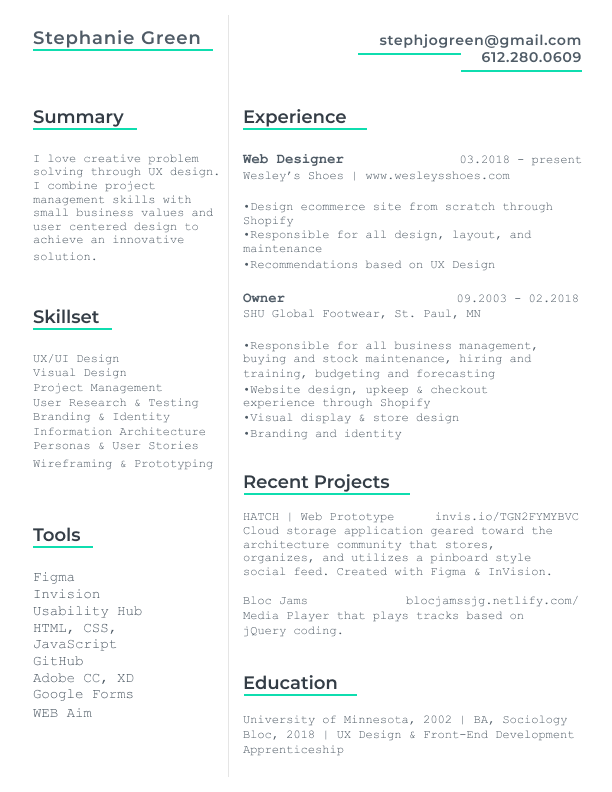 Stephanie Green
stephjogreen@gmail.com
612.280.0609
Summary
I love creative problem
solving through UX design.
I combine project
management skills with
small business values and
user centered design to
achieve an innovative
solution.
Skillset
UX/UI Design
Visual Design
Project Management
User Research & Testing
Branding & Identity
Information Architecture
Personas & User Stories
Wireframing & Prototyping
Tools
Figma
Invision
Usability Hub
HTML, CSS,
JavaScript
GitHub
Adobe CC, XD
Google Forms
WEB Aim
Experience
Web Designer 03.2018 - present
Wesley’s Shoes | www.wesleysshoes.com
•Design ecommerce site from scratch through
Shopify
•Responsible for all design, layout, and
maintenance
•Recommendations based on UX Design
Owner 09.2003 - 02.2018
SHU Global Footwear, St. Paul, MN
•Responsible for all business management,
buying and stock maintenance, hiring and
training, budgeting and forecasting
•Website design, upkeep & checkout
experience through Shopify
•Visual display & store design
•Branding and identity
Recent Projects
HATCH | Web Prototype invis.io/TGN2FYMYBVC
Cloud storage application geared toward the
architecture community that stores,
organizes, and utilizes a pinboard style
social feed. Created with Figma & InVision.
Bloc Jams blocjamssjg.netlify.com/
Media Player that plays tracks based on
jQuery coding.
Education
University of Minnesota, 2002 | BA, Sociology
Bloc, 2018 | UX Design & Front-End Development
Apprenticeship